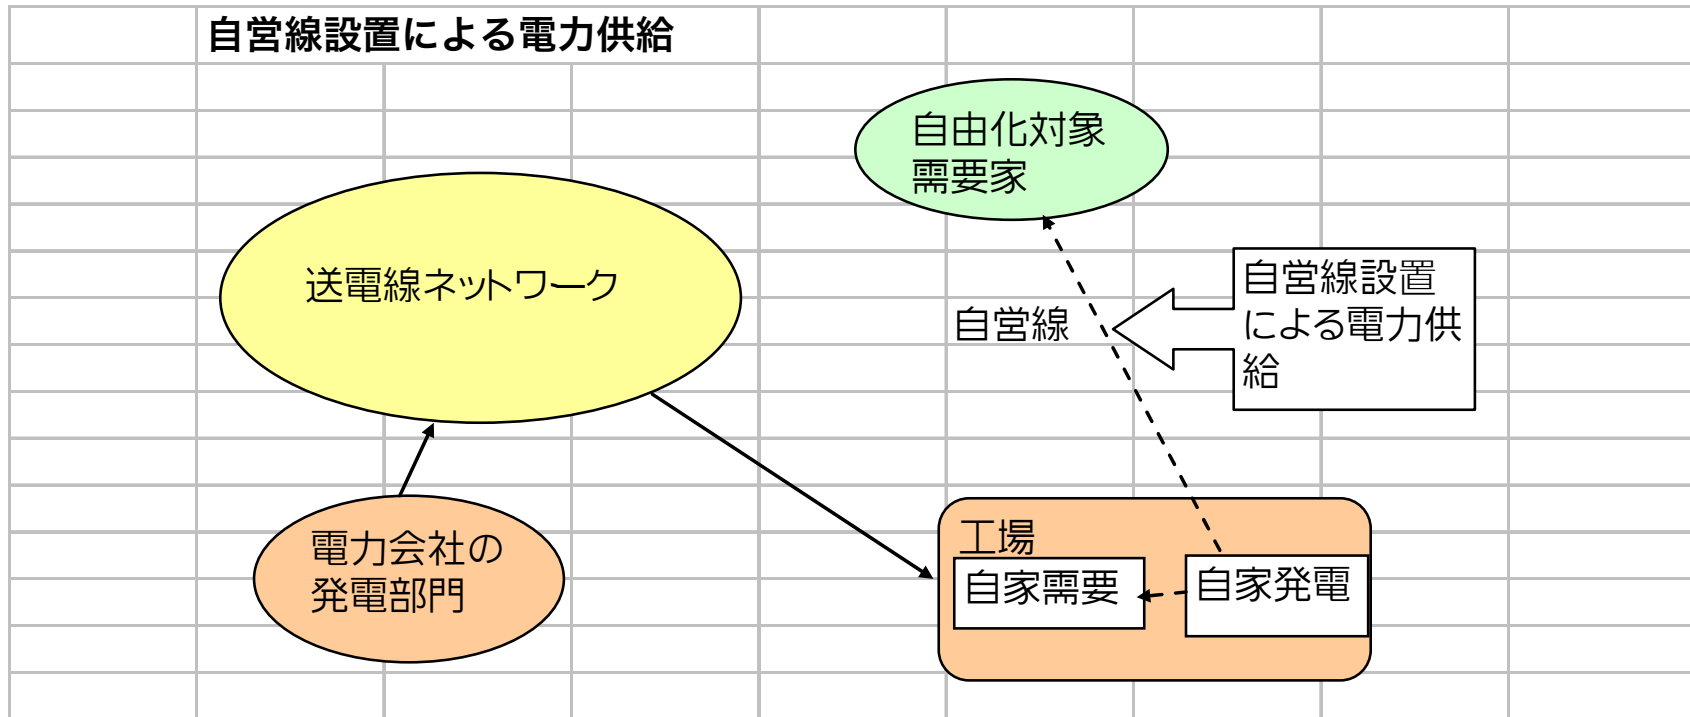 自営線設置による電力供給
自由化対象
需要家
送電線ネットワーク
自営線
自営線設置
による電力供
給
電力会社の
発電部門
工場
自家需要
自家発電